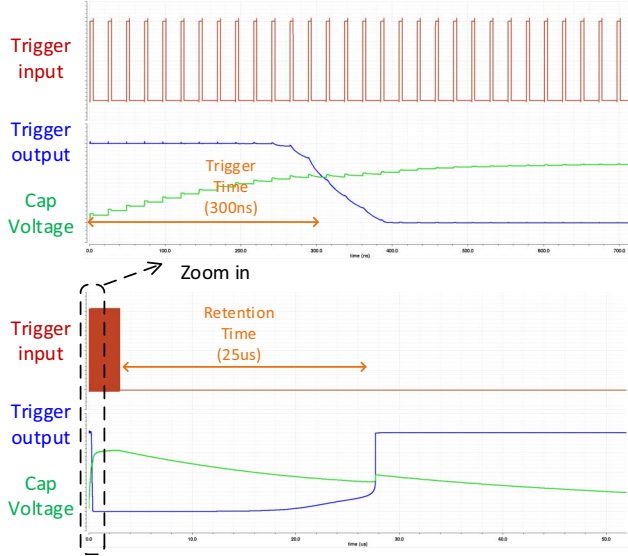 Trigger
input
Trigger
output
Cap
Voltage
Trigger
Time
(300ns)
0.0 100.0 200.0 300.0 400.0 500.0 600.0 700.0
time (ns)
Zoom in
Trigger
input
Retention
Time
(25us)
Trigger
output
Cap
Voltage
0.0 10.0 20.0 30.0 40.0 50.0
time (us)